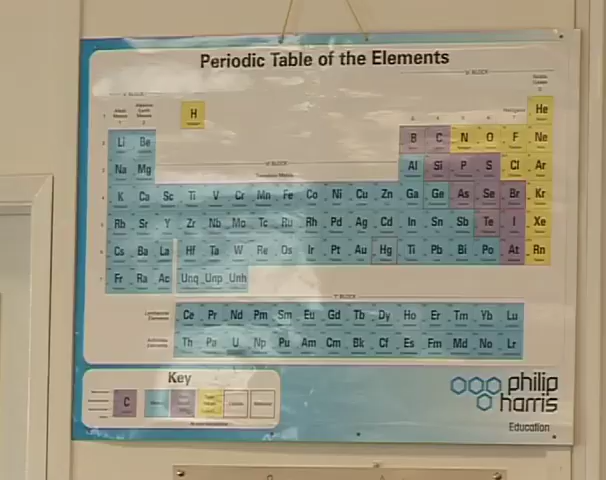 Periodic Table of the Elements
H He
Li Be B C N O F Ne
Na Mg Al Si P S Cl Ar
K Ca Sc Ti V Cr Mn Fe Co Ni Cu Zn Ga Ge As Se Br Kr
Rb Sr Y Zr Nb Mo Tc Ru Rh Pd Ag Cd In Sn Sb Te I Xe
Cs Ba La Hf Ta W Re Os Ir Pt Au Hg Ti Pb Bi Po At Rn
Fr Ra Ac Unq Unp Unh
Ce Pr Nd Pm Sm Eu Gd Tb Dy Ho Er Tm Yb Lu
Th Pa U Np Pu Am Cm Bk Cf Es Fm Md No Lr
Key
C
philip
harris
Education